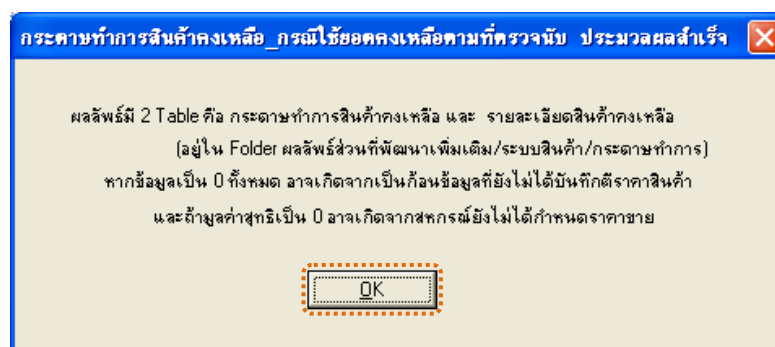 กระดาษทำการสินค้าคงเหลือ_กรณีใช้ยอดคงเหลือตามที่ตรวจนับ ประมวลผลสำเร็จ
ผลลัพธ์มี 2 Table คือ กระดาษทำการสินค้าคงเหลือ และ รายละเอียดสินค้าคงเหลือ
(อยู่ใน Folder ผลลัพธ์ส่วนที่พัฒนาเพิ่มเติม/ระบบสินค้า/กระดาษทำการ)
หากข้อมูลเป็น 0 ทั้งหมด อาจเกิดจากเป็นก้อนข้อมูลที่ยังไม่ได้บันทึกตีราคาสินค้า
และถ้ามูลค่าสุทธิเป็น 0 อาจเกิดจากสหกรณ์ยังไม่ได้กำหนดราคาขาย
OK